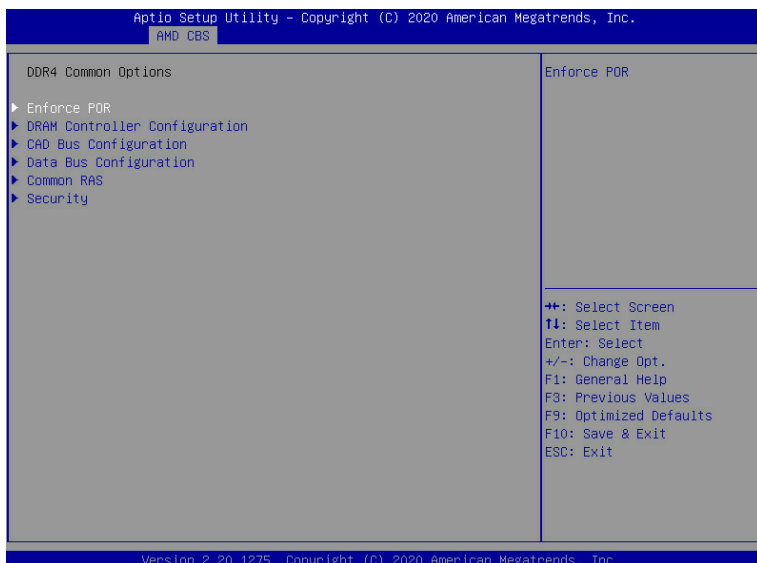 Aptio Setup Utility – Copyright (C) 2020 American Megatrends, Inc.
AMD CBS
DDR4 Common Options
Enforce POR
DRAM Controller Configuration
CAD Bus Configuration
Data Bus Configuration
Common RAS
Security
Enforce POR
→←: Select Screen
↑↓: Select Item
Enter: Select
+/-: Change Opt.
F1: General Help
F3: Previous Values
F9: Optimized Defaults
F10: Save & Exit
ESC: Exit
Version 2.20.1275. Copyright (C) 2020 American Megatrends, Inc.